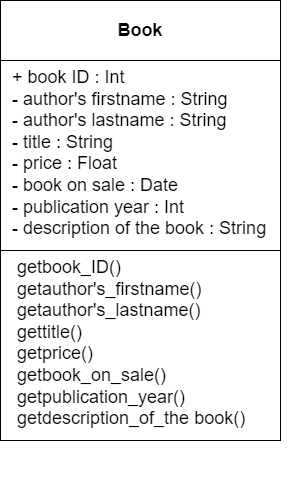 Book
+ book ID : Int
- author's firstname : String
- author's lastname : String
- title : String
- price : Float
- book on sale : Date
- publication year : Int
- description of the book : String
getbook_ID()
getauthor's_firstname()
getauthor's_lastname()
gettitle()
getprice()
getbook_on_sale()
getpublication_year()
getdescription_of_the book()